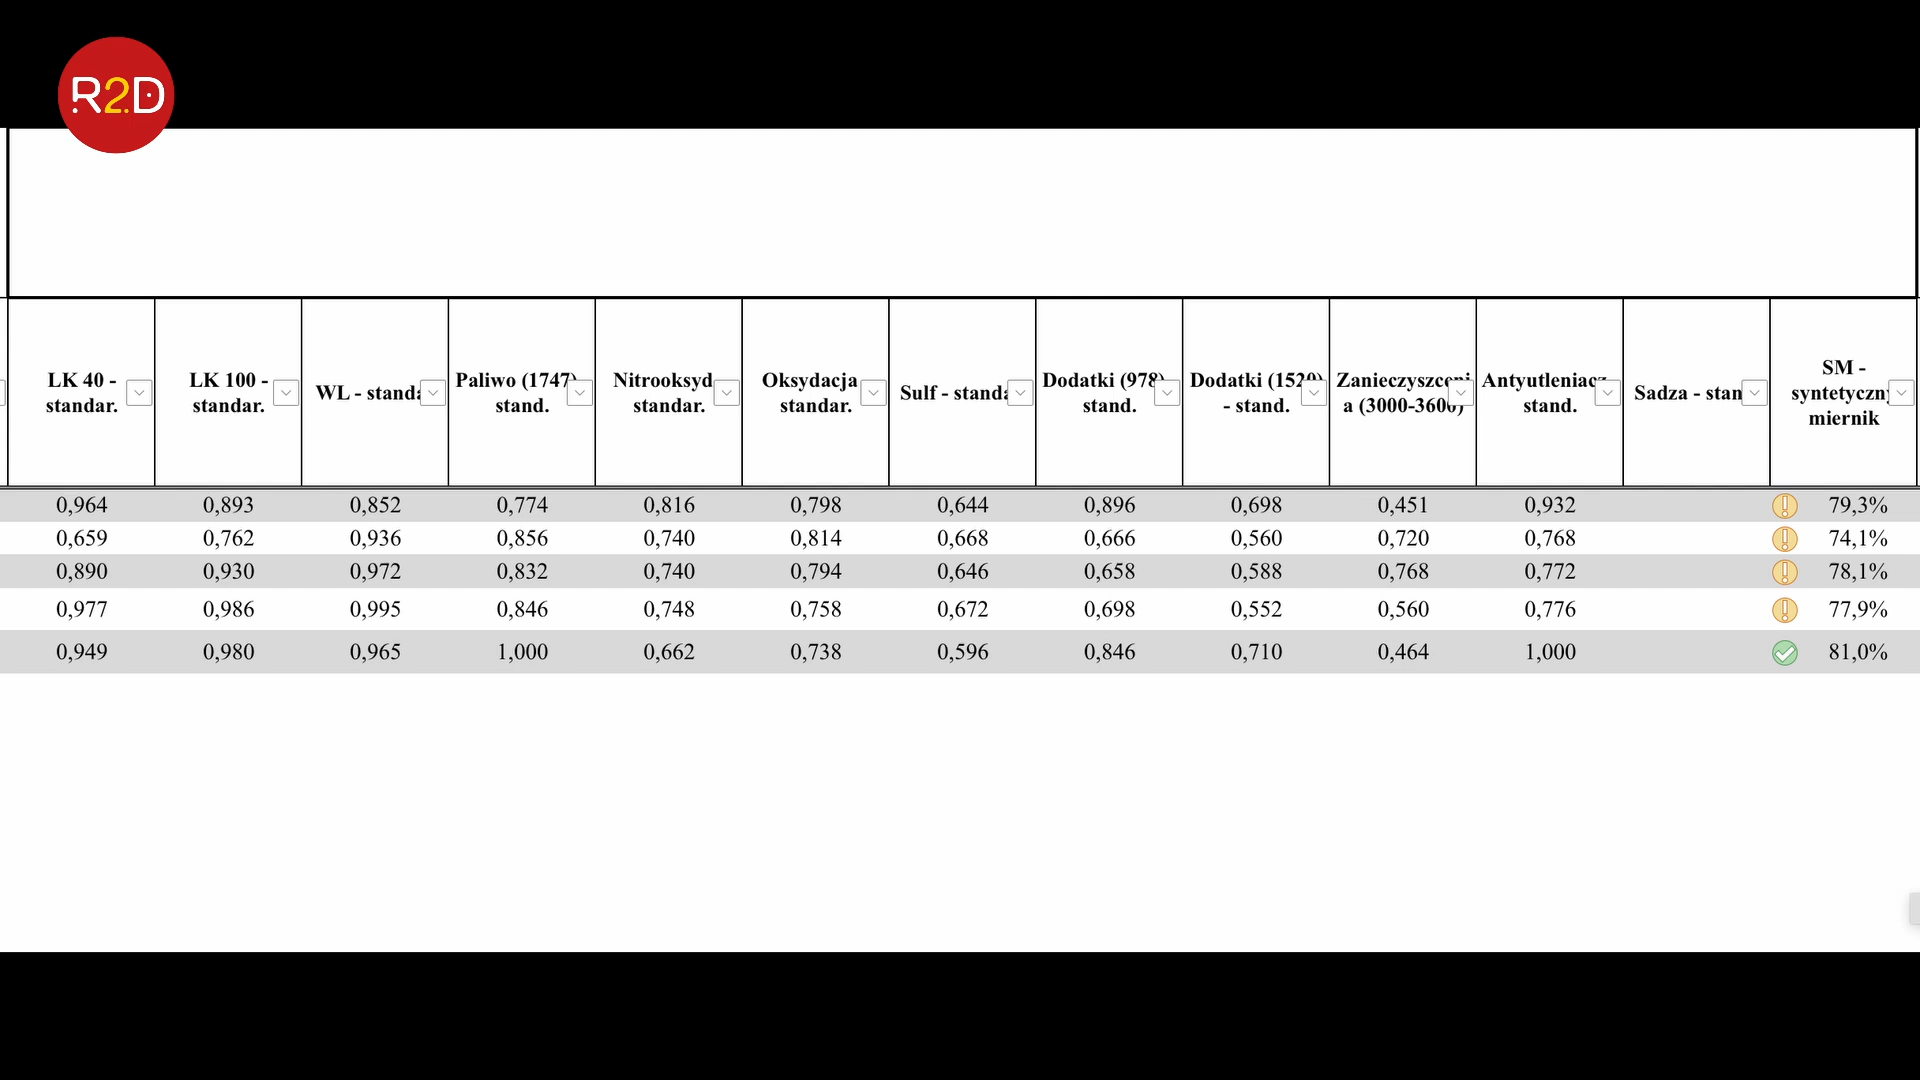 R2D
LK 40 - standar. LK 100 - standar. WL - standa Paliwo (1747) stand. Nitrooksyd standar. Oksydacja standar. Sulf - standa Dodatki (978) stand. Dodatki (1520) - stand. Zanieczyszczeni a (3000-3600) Antyutleniacz stand. Sadza - stan SM - syntetyczny miernik
0,964 0,893 0,852 0,774 0,816 0,798 0,644 0,896 0,698 0,451 0,932 79,3%
0,659 0,762 0,936 0,856 0,740 0,814 0,668 0,666 0,560 0,720 0,768 74,1%
0,890 0,930 0,972 0,832 0,740 0,794 0,646 0,658 0,588 0,768 0,772 78,1%
0,977 0,986 0,995 0,846 0,748 0,758 0,672 0,698 0,552 0,560 0,776 77,9%
0,949 0,980 0,965 1,000 0,662 0,738 0,596 0,846 0,710 0,464 1,000 81,0%